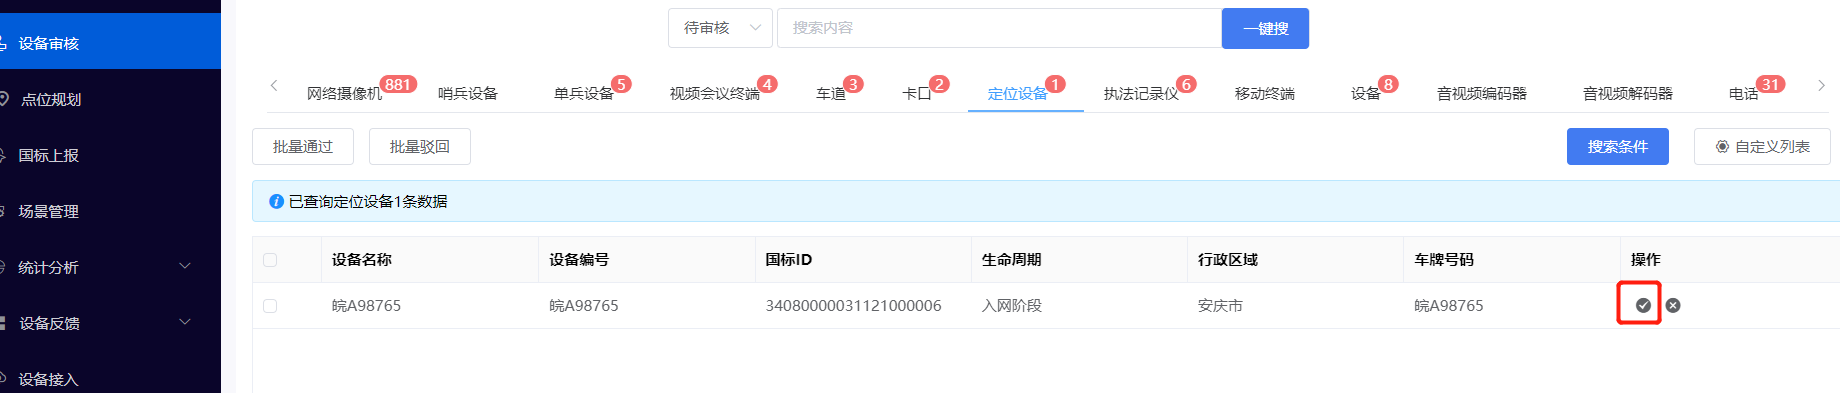 待审核
搜索内容
一键搜
设备审核
点位规划
国标上报
场景管理
统计分析
设备反馈
设备接入
网络摄像机 881
哨兵设备
单兵设备 5
视频会议终端 4
车道 3
卡口 2
定位设备 1
执法记录仪 6
移动终端
设备 8
音视频编码器
音视频解码器
电话 31
批量通过
批量驳回
搜索条件
自定义列表
已查询定位设备1条数据
设备名称 设备编号 国标ID 生命周期 行政区域 车牌号码 操作
皖A98765 皖A98765 34080000031121000006 入网阶段 安庆市 皖A98765